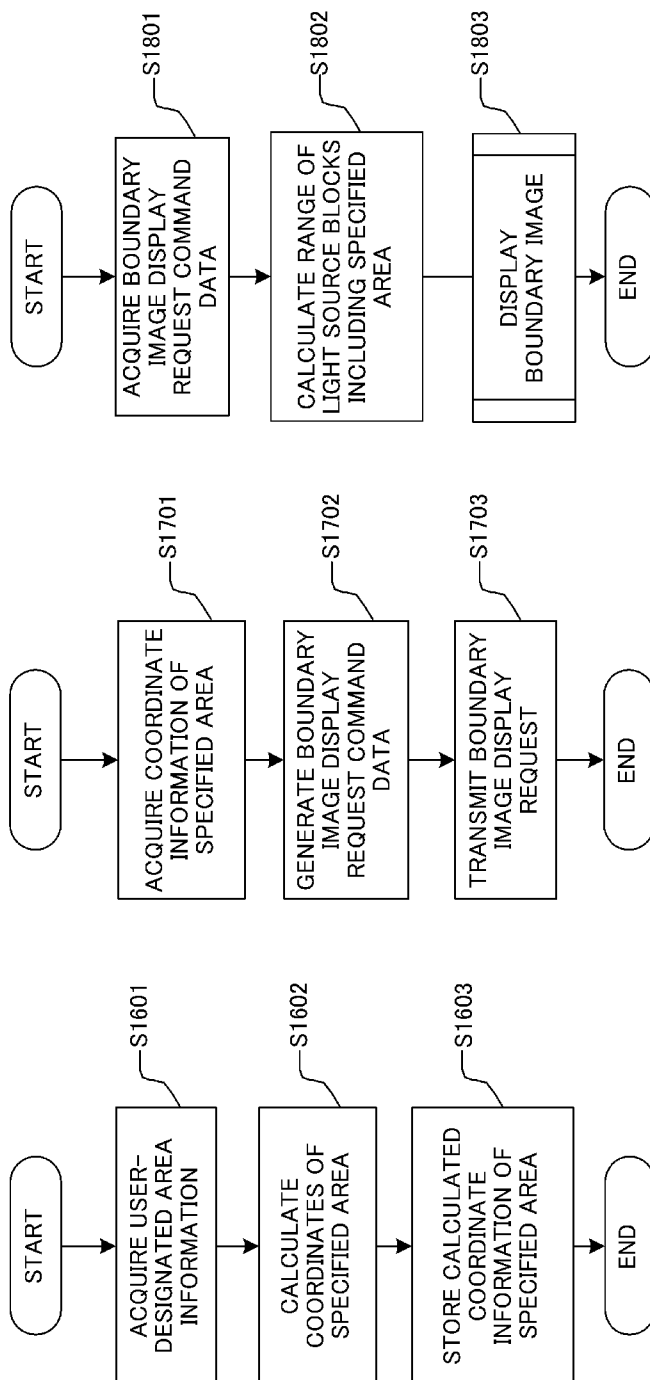 START
ACQUIRE USER-
DESIGNATED AREA
INFORMATION
S1601
CALCULATE
COORDINATES OF
SPECIFIED AREA
S1602
STORE CALCULATED
COORDINATE
INFORMATION OF
SPECIFIED AREA
S1603
END
START
ACQUIRE COORDINATE
INFORMATION OF
SPECIFIED AREA
S1701
GENERATE BOUNDARY
IMAGE DISPLAY
REQUEST COMMAND
DATA
S1702
TRANSMIT BOUNDARY
IMAGE DISPLAY
REQUEST
S1703
END
START
ACQUIRE BOUNDARY
IMAGE DISPLAY
REQUEST COMMAND
DATA
S1801
CALCULATE RANGE OF
LIGHT SOURCE BLOCKS
INCLUDING SPECIFIED
AREA
S1802
DISPLAY
BOUNDARY IMAGE
S1803
END